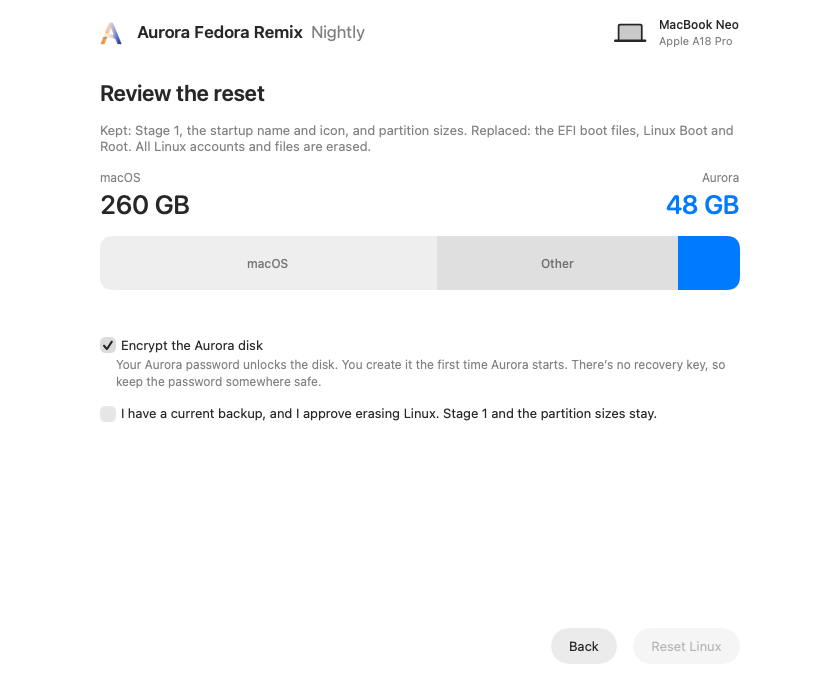 Aurora Fedora Remix Nightly
MacBook Neo
Apple A18 Pro
Review the reset
Kept: Stage 1, the startup name and icon, and partition sizes. Replaced: the EFI boot files, Linux Boot and
Root. All Linux accounts and files are erased.
macOS
Aurora
260 GB
48 GB
macOS
Other
Encrypt the Aurora disk
Your Aurora password unlocks the disk. You create it the first time Aurora starts. There's no recovery key, so
keep the password somewhere safe.
I have a current backup, and I approve erasing Linux. Stage 1 and the partition sizes stay.
Back
Reset Linux